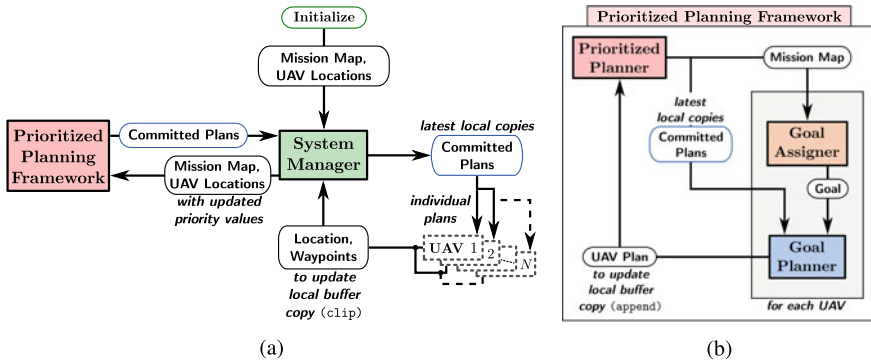 Initialize
Mission Map,
UAV Locations
Prioritized
Planning
Framework
Committed Plans
System
Manager
latest local copies
Committed
Plans
Mission Map,
UAV Locations
with updated
priority values
individual
plans
Location,
Waypoints
to update
local buffer
copy (clip)
UAV 1
2
N
(a)
Prioritized Planning Framework
Prioritized
Planner
Mission Map
latest
local copies
Committed
Plans
Goal
Assigner
Goal
Goal
Planner
UAV Plan
to update
local buffer
copy (append)
for each UAV
(b)